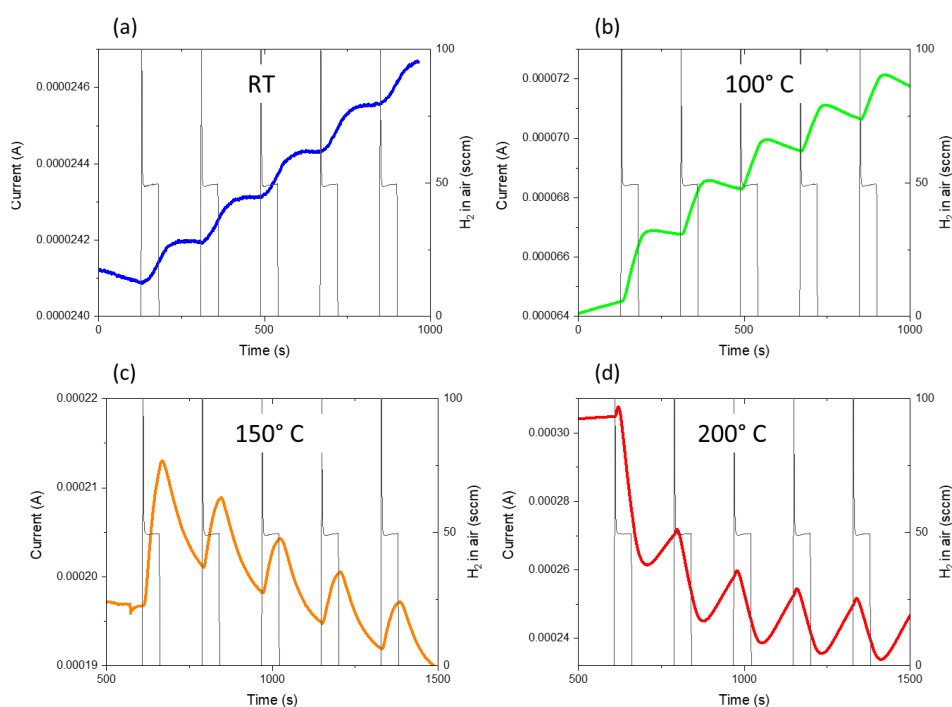 (a)
RT
0.0000246
0.0000244
0.0000242
0.0000241
0.0000240
Current (A)
100
50
0
H2 in air (sccm)
0 500 1000
Time (s)
(b)
100° C
0.000072
0.000070
0.000068
0.000066
0.000064
Current (A)
100
50
0
H2 in air (sccm)
0 500 1000
Time (s)
(c)
150° C
0.00022
0.00021
0.00020
0.00019
Current (A)
100
50
0
H2 in air (sccm)
500 1000 1500
Time (s)
(d)
200° C
0.00030
0.00028
0.00026
0.00024
Current (A)
100
50
0
H2 in air (sccm)
500 1000 1500
Time (s)